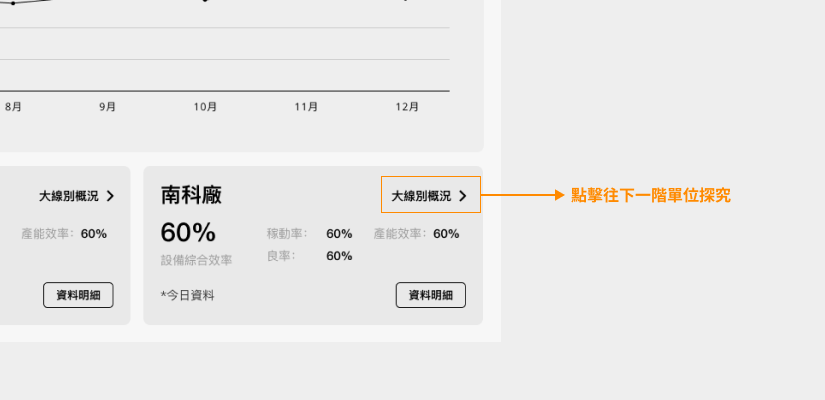 8月 9月 10月 11月 12月
大線別概況
產能效率： 60%
資料明細
南科廠
大線別概況
60%
設備綜合效率
稼動率： 60%
產能效率： 60%
良率： 60%
*今日資料
資料明細
點擊往下一階單位探究